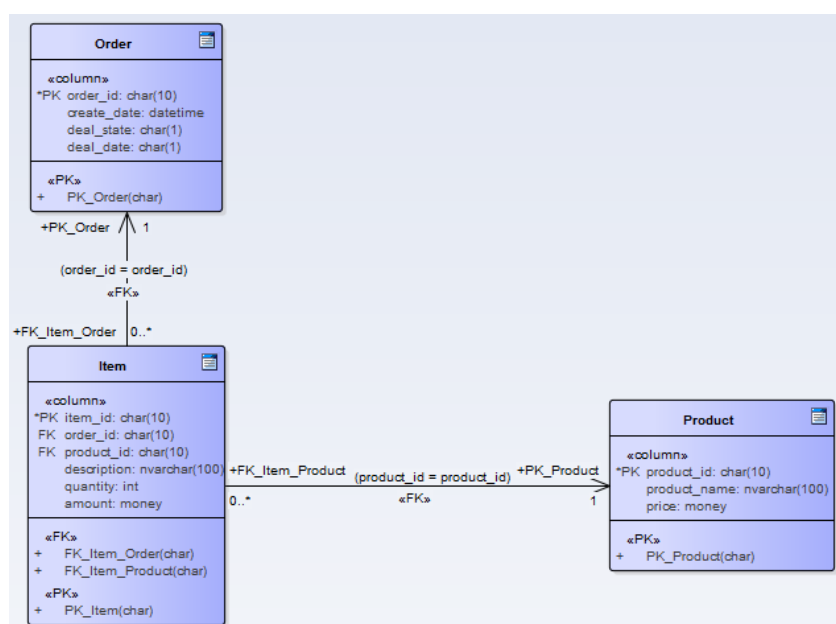 Order
«column»
*PK order_id: char(10)
create_date: datetime
deal_state: char(1)
deal_date: char(1)
«PK»
+ PK_Order(char)
+PK_Order 1
(order_id = order_id)
«FK»
+FK_Item_Order 0..*
Item
«column»
*PK item_id: char(10)
FK order_id: char(10)
FK product_id: char(10)
description: nvarchar(100)
quantity: int
amount: money
«FK»
+ FK_Item_Order(char)
+ FK_Item_Product(char)
«PK»
+ PK_Item(char)
+FK_Item_Product (product_id = product_id) +PK_Product
0..* «FK» 1
Product
«column»
*PK product_id: char(10)
product_name: nvarchar(100)
price: money
«PK»
+ PK_Product(char)